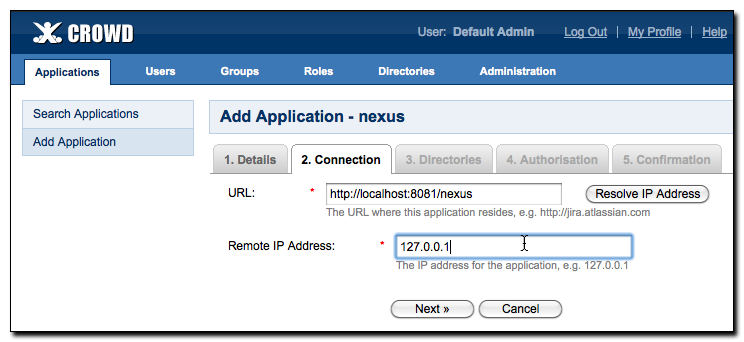 CROWD
User: Default Admin Log Out | My Profile | Help
Applications Users Groups Roles Directories Administration
Search Applications
Add Application
Add Application - nexus
1. Details 2. Connection 3. Directories 4. Authorisation 5. Confirmation
URL: * http://localhost:8081/nexus Resolve IP Address
The URL where this application resides, e.g. http://jira.atlassian.com
Remote IP Address: * 127.0.0.1
The IP address for the application, e.g. 127.0.0.1
Next » Cancel